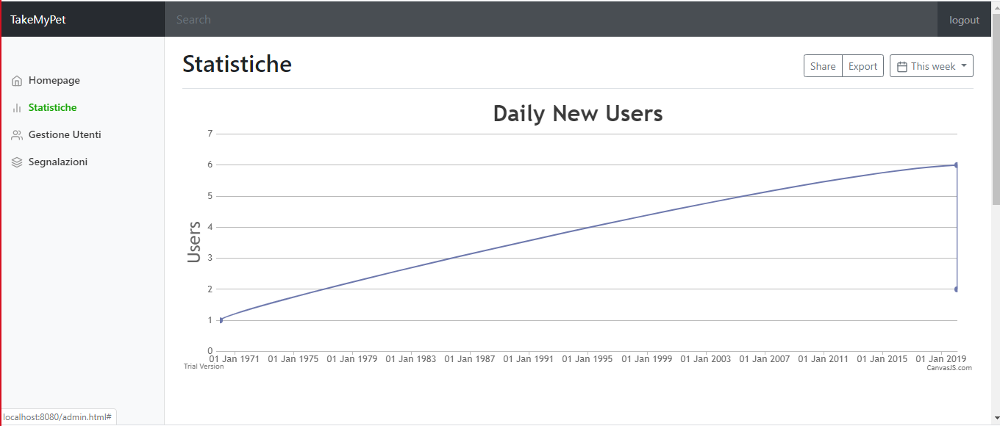 TakeMyPet
Search
logout
Homepage
Statistiche
Gestione Utenti
Segnalazioni
Statistiche
Share
Export
This week
Daily New Users
Users
7
6
5
4
3
2
1
0
01 Jan 1971 01 Jan 1975 01 Jan 1979 01 Jan 1983 01 Jan 1987 01 Jan 1991 01 Jan 1995 01 Jan 1999 01 Jan 2003 01 Jan 2007 01 Jan 2011 01 Jan 2015 01 Jan 2019
Trial Version
CanvasJS.com
localhost:8080/admin.html#